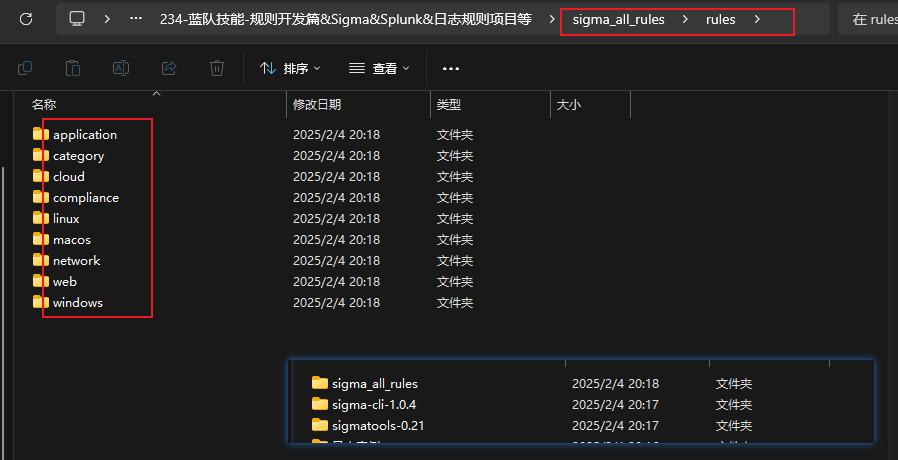 234-蓝队技能-规则开发篇&Sigma&Splunk&日志规则项目等 > sigma_all_rules > rules >
在 rules
排序 查看
名称 修改日期 类型 大小
application 2025/2/4 20:18 文件夹
category 2025/2/4 20:18 文件夹
cloud 2025/2/4 20:18 文件夹
compliance 2025/2/4 20:18 文件夹
linux 2025/2/4 20:18 文件夹
macos 2025/2/4 20:18 文件夹
network 2025/2/4 20:18 文件夹
web 2025/2/4 20:18 文件夹
windows 2025/2/4 20:18 文件夹
sigma_all_rules 2025/2/4 20:18 文件夹
sigma-cli-1.0.4 2025/2/4 20:17 文件夹
sigmatools-0.21 2025/2/4 20:17 文件夹